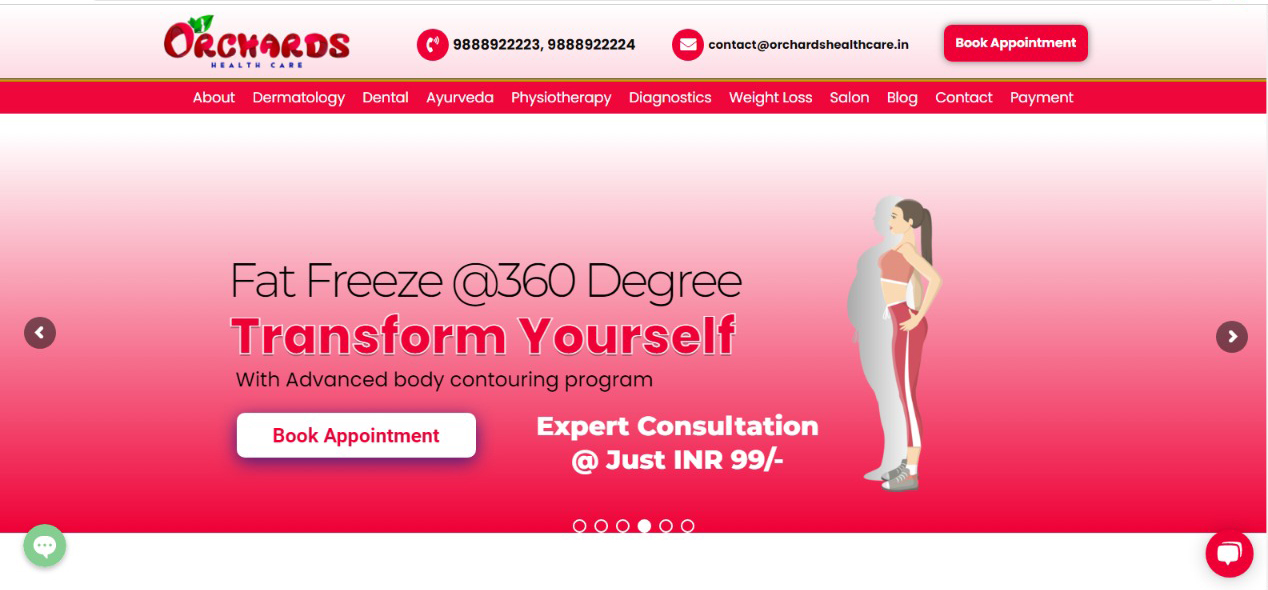 ORCHARDS
HEALTH CARE
9888922223, 9888922224
contact@orchardshealthcare.in
Book Appointment
About Dermatology Dental Ayurveda Physiotherapy Diagnostics Weight Loss Salon Blog Contact Payment
Fat Freeze @360 Degree
Transform Yourself
With Advanced body contouring program
Book Appointment
Expert Consultation
@ Just INR 99/-